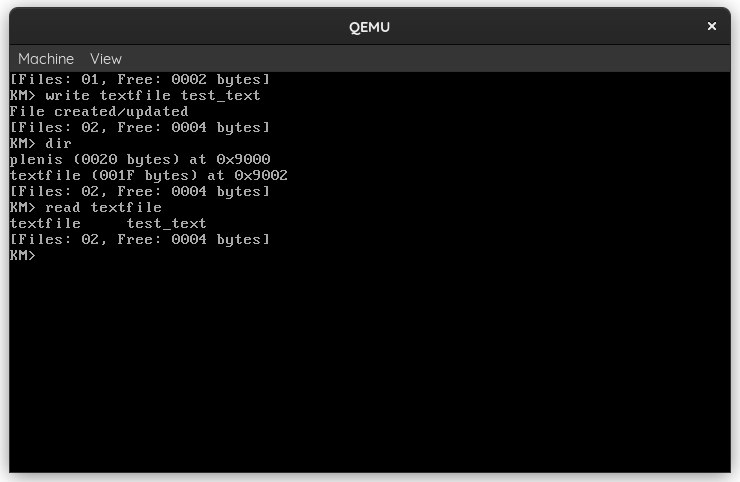 QEMU
×
Machine View
[Files: 01, Free: 0002 bytes]
KM> write textfile test_text
File created/updated
[Files: 02, Free: 0004 bytes]
KM> dir
plenis (0020 bytes) at 0x9000
textfile (001F bytes) at 0x9002
[Files: 02, Free: 0004 bytes]
KM> read textfile
textfile     test_text
[Files: 02, Free: 0004 bytes]
KM>